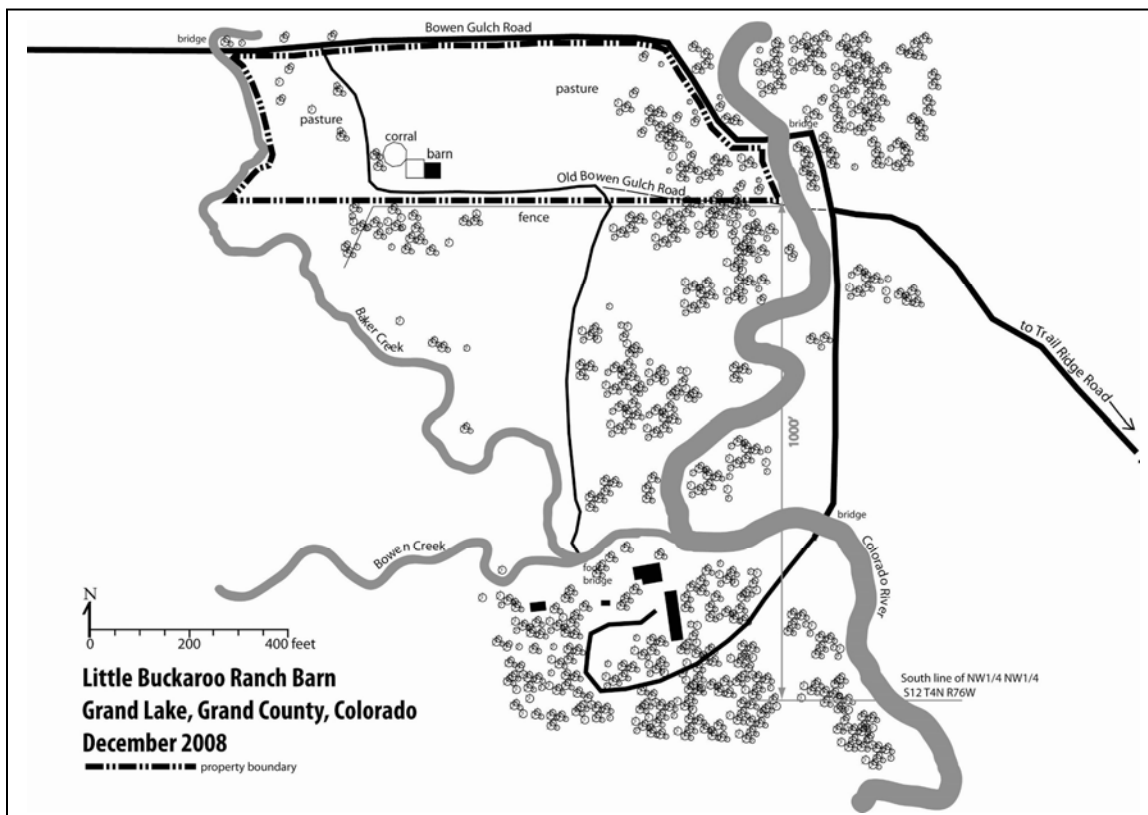 Bowen Gulch Road
bridge
pasture
pasture
bridge
corral
barn
Old Bowen Gulch Road
fence
to Trail Ridge Road
Baker Creek
1000'
bridge
Colorado River
Bowen Creek
foot
bridge
N
0 200 400 feet
South line of NW1/4 NW1/4
S12 T4N R76W
Little Buckaroo Ranch Barn
Grand Lake, Grand County, Colorado
December 2008
property boundary